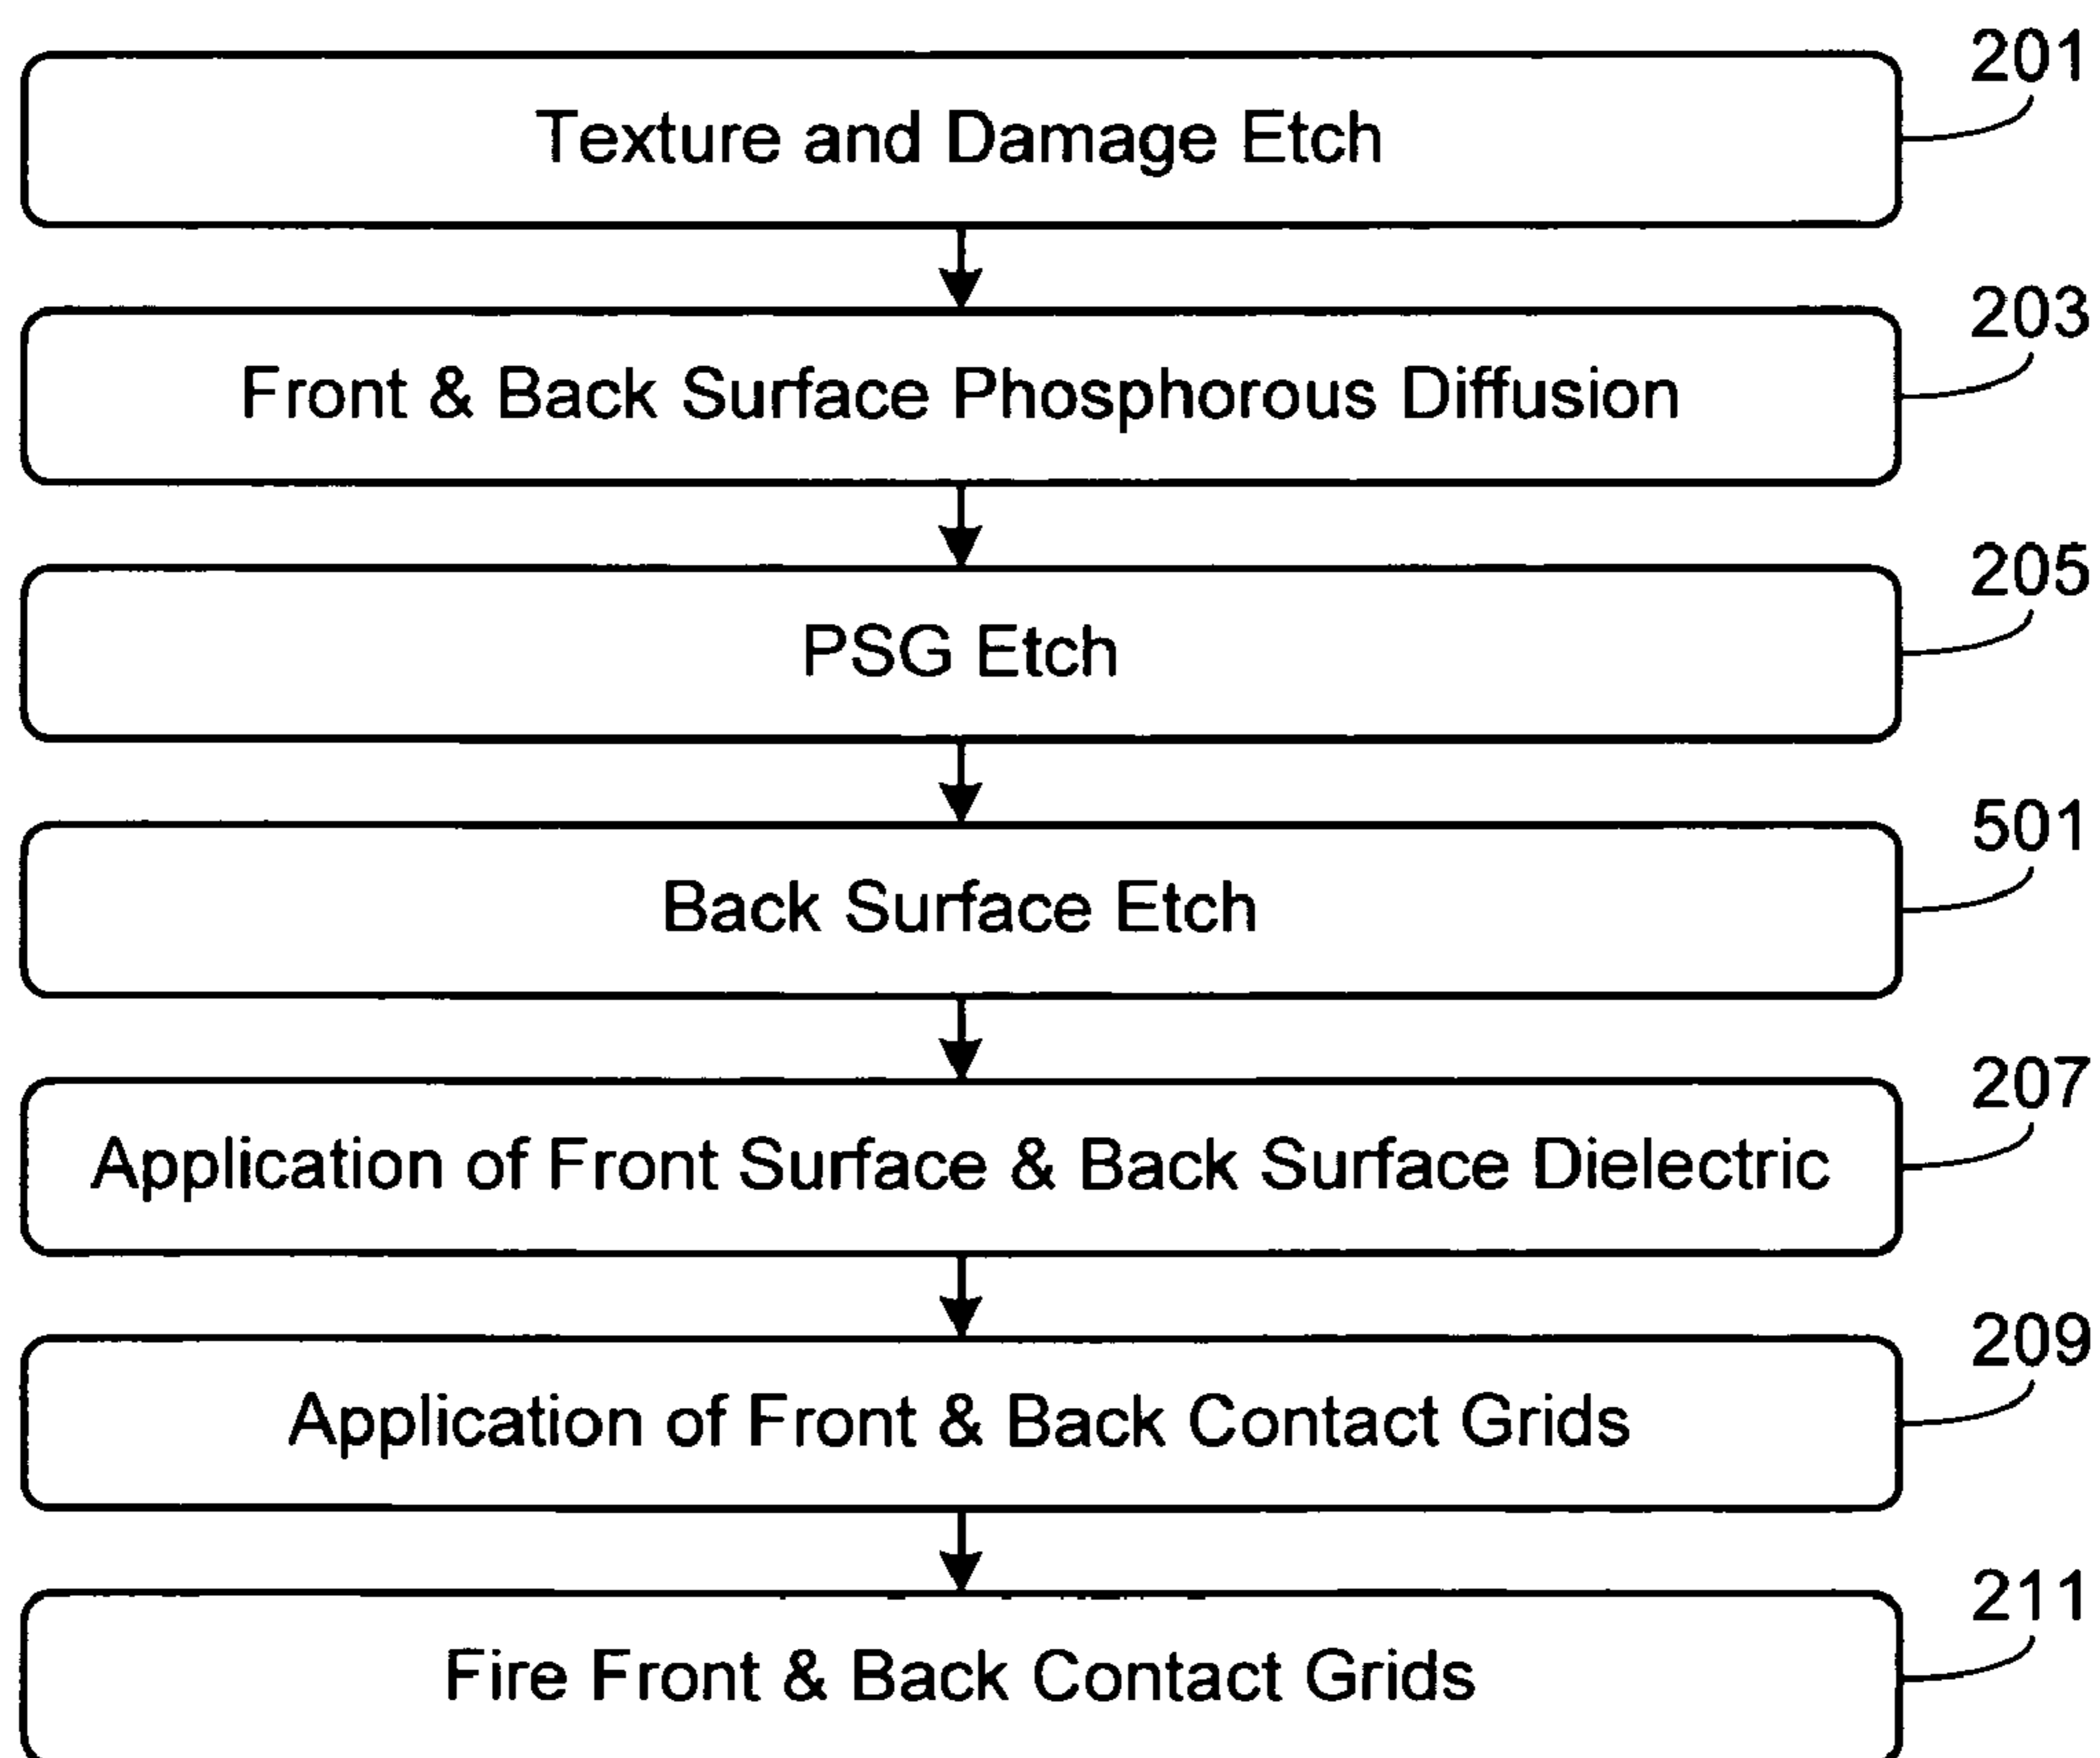 201
Texture and Damage Etch
203
Front & Back Surface Phosphorous Diffusion
205
PSG Etch
501
Back Surface Etch
207
Application of Front Surface & Back Surface Dielectric
209
Application of Front & Back Contact Grids
211
Fire Front & Back Contact Grids